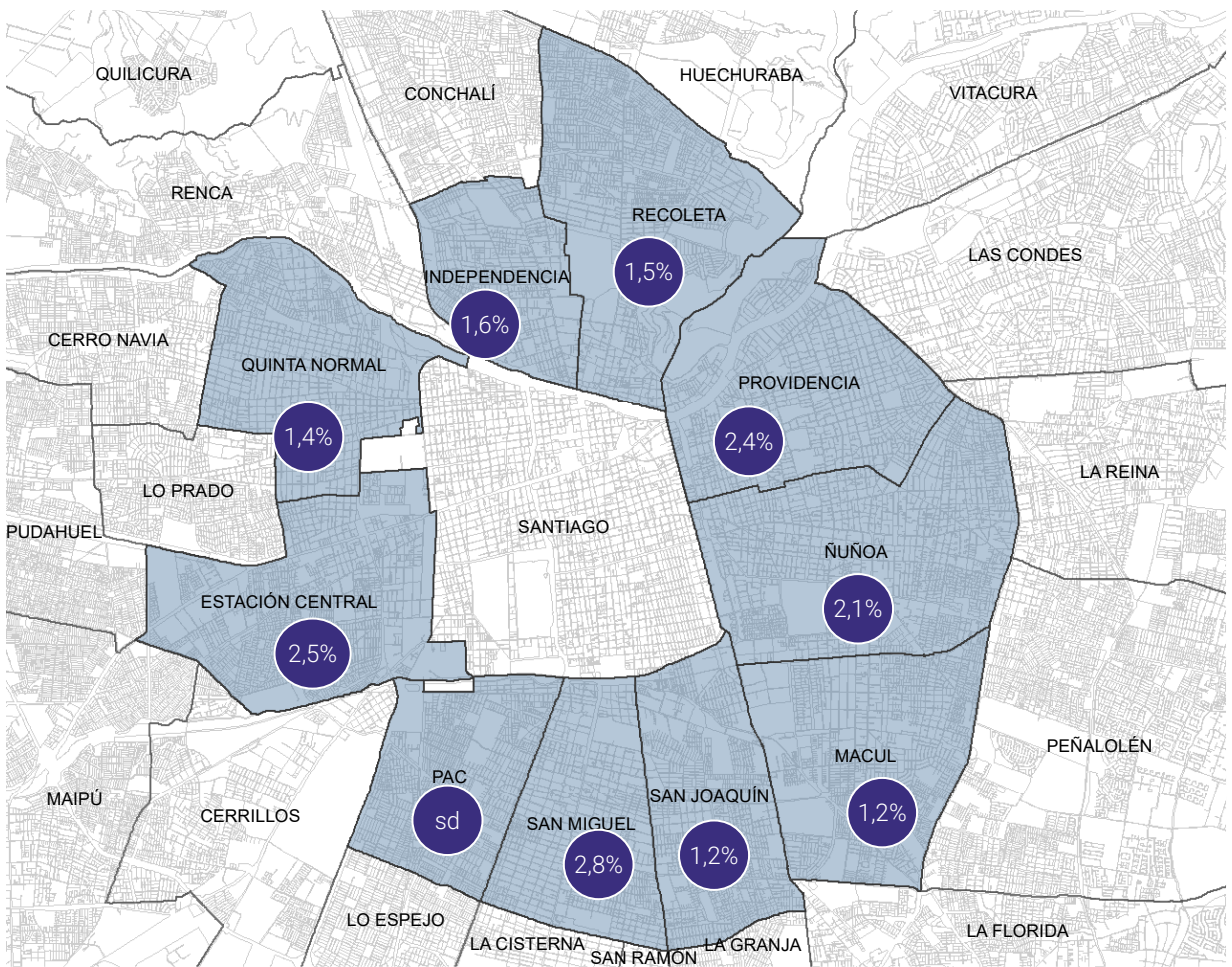 QUILICURA
HUECHURABA
CONCHALÍ
VITACURA
RENCA
RECOLETA
1,5%
LAS CONDES
INDEPENDENCIA
1,6%
CERRO NAVIA
QUINTA NORMAL
1,4%
PROVIDENCIA
2,4%
LO PRADO
LA REINA
PUDAHUEL
SANTIAGO
ÑUÑOA
2,1%
ESTACIÓN CENTRAL
2,5%
PEÑALOLÉN
MACUL
1,2%
PAC
sd
SAN JOAQUÍN
1,2%
MAIPÚ
CERRILLOS
SAN MIGUEL
2,8%
LO ESPEJO
LA CISTERNA
LA GRANJA
LA FLORIDA
SAN RAMÓN